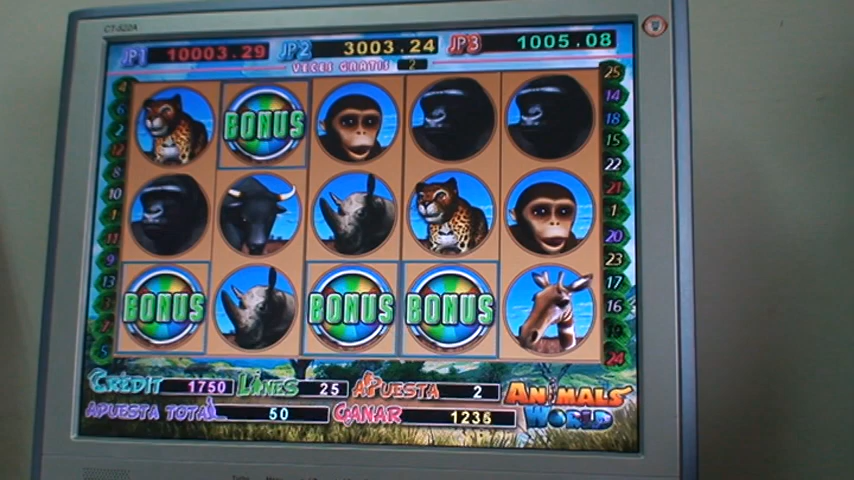 CT-522A
JP1 10003.29 JP2 3003.24 JP3 1005.08
VECES GRATIS 2
4 25
6 BONUS 14
2 18
12 15
8 22
10 21
1 1
11 20
9 23
13 17
3 BONUS BONUS BONUS 16
7 19
5 24
CREDIT 1750 LINES 25 APUESTA 2 ANIMALS
APUESTA TOTAL 50 GANAR 1236 WORLD